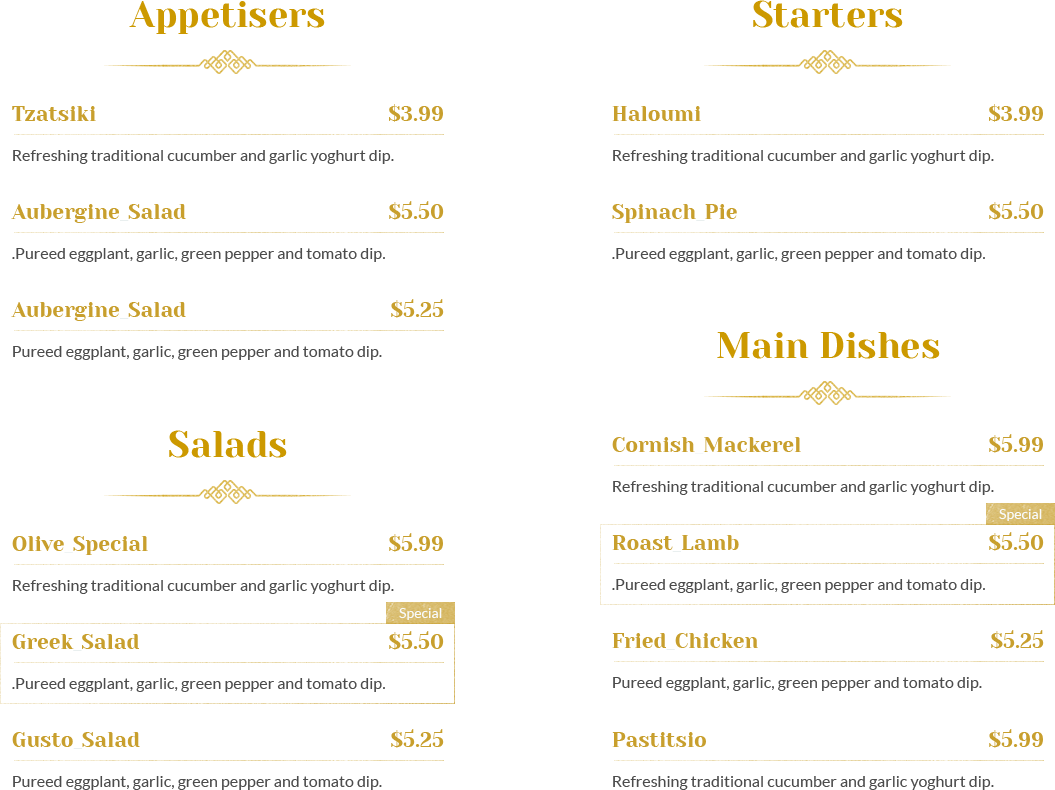 Appetisers
Tzatsiki $3.99
Refreshing traditional cucumber and garlic yoghurt dip.
Aubergine Salad $5.50
.Pureed eggplant, garlic, green pepper and tomato dip.
Aubergine Salad $5.25
Pureed eggplant, garlic, green pepper and tomato dip.
Salads
Olive Special $5.99
Refreshing traditional cucumber and garlic yoghurt dip.
Special
Greek Salad $5.50
.Pureed eggplant, garlic, green pepper and tomato dip.
Gusto Salad $5.25
Pureed eggplant, garlic, green pepper and tomato dip.
Starters
Haloumi $3.99
Refreshing traditional cucumber and garlic yoghurt dip.
Spinach Pie $5.50
.Pureed eggplant, garlic, green pepper and tomato dip.
Main Dishes
Cornish Mackerel $5.99
Refreshing traditional cucumber and garlic yoghurt dip.
Special
Roast Lamb $5.50
.Pureed eggplant, garlic, green pepper and tomato dip.
Fried Chicken $5.25
Pureed eggplant, garlic, green pepper and tomato dip.
Pastitsio $5.99
Refreshing traditional cucumber and garlic yoghurt dip.